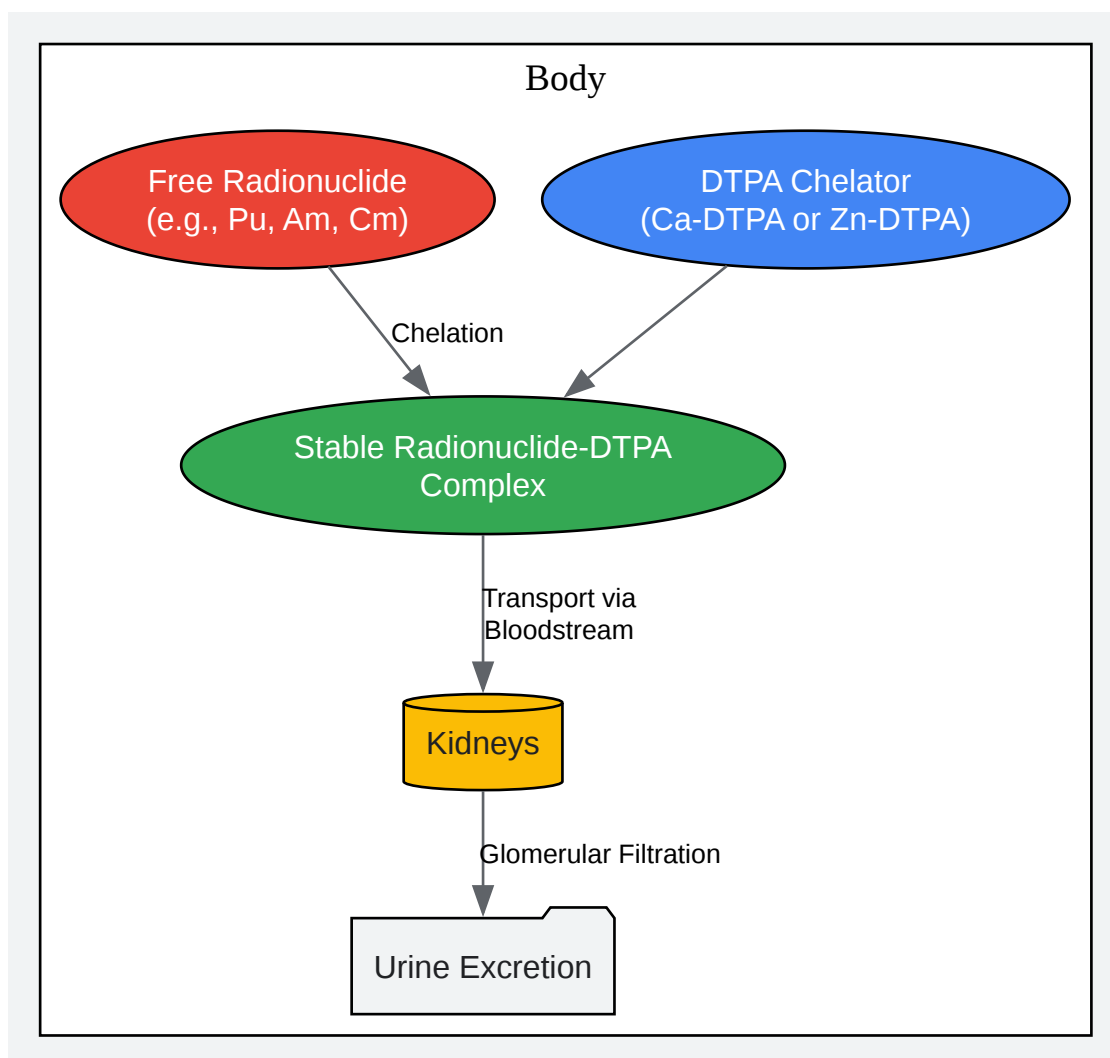 Body
Free Radionuclide
(e.g., Pu, Am, Cm)
DTPA Chelator
(Ca-DTPA or Zn-DTPA)
Chelation
Stable Radionuclide-DTPA
Complex
Transport via
Bloodstream
Kidneys
Glomerular Filtration
Urine Excretion